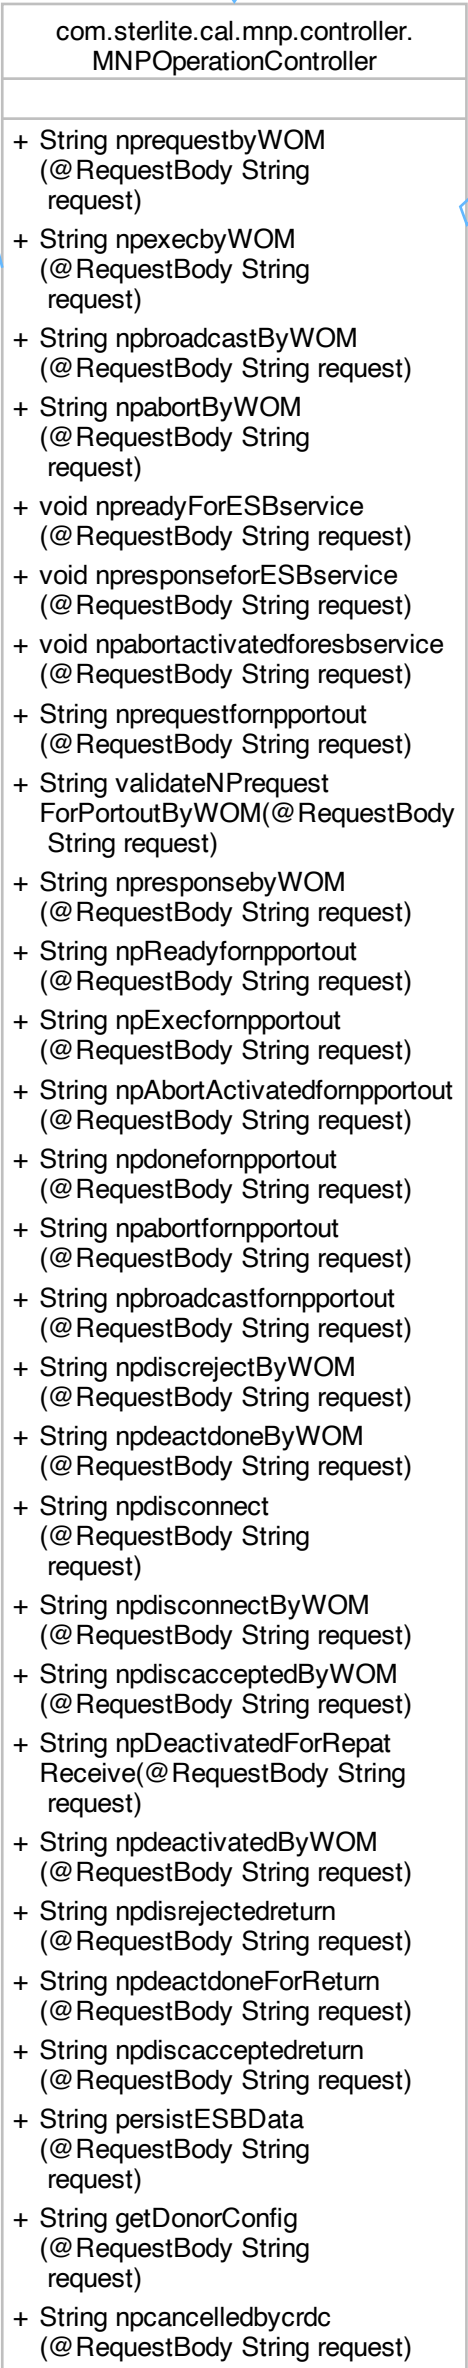 com.sterlite.cal.mnp.controller.
MNPOperationController
+ String nprequestbyWOM
(@RequestBody String
request)
+ String npexecbyWOM
(@RequestBody String
request)
+ String npbroadcastByWOM
(@RequestBody String request)
+ String npabortByWOM
(@RequestBody String
request)
+ void npreadyForESBservice
(@RequestBody String request)
+ void npresponseforESBservice
(@RequestBody String request)
+ void npabortactivatedforesbservice
(@RequestBody String request)
+ String nprequestfornpportout
(@RequestBody String request)
+ String validateNPrequest
ForPortoutByWOM(@RequestBody
String request)
+ String npresponsebyWOM
(@RequestBody String request)
+ String npReadyfornpportout
(@RequestBody String request)
+ String npExecfornpportout
(@RequestBody String request)
+ String npAbortActivatedfornpportout
(@RequestBody String request)
+ String npdonefornpportout
(@RequestBody String request)
+ String npabortfornpportout
(@RequestBody String request)
+ String npbroadcastfornpportout
(@RequestBody String request)
+ String npdiscrejectByWOM
(@RequestBody String request)
+ String npdeactdoneByWOM
(@RequestBody String request)
+ String npdisconnect
(@RequestBody String
request)
+ String npdisconnectByWOM
(@RequestBody String request)
+ String npdiscacceptedByWOM
(@RequestBody String request)
+ String npDeactivatedForRepat
Receive(@RequestBody String
request)
+ String npdeactivatedByWOM
(@RequestBody String request)
+ String npdisrejectedreturn
(@RequestBody String request)
+ String npdeactdoneForReturn
(@RequestBody String request)
+ String npdiscacceptedreturn
(@RequestBody String request)
+ String persistESBData
(@RequestBody String
request)
+ String getDonorConfig
(@RequestBody String
request)
+ String npcancelledbycrdc
(@RequestBody String request)